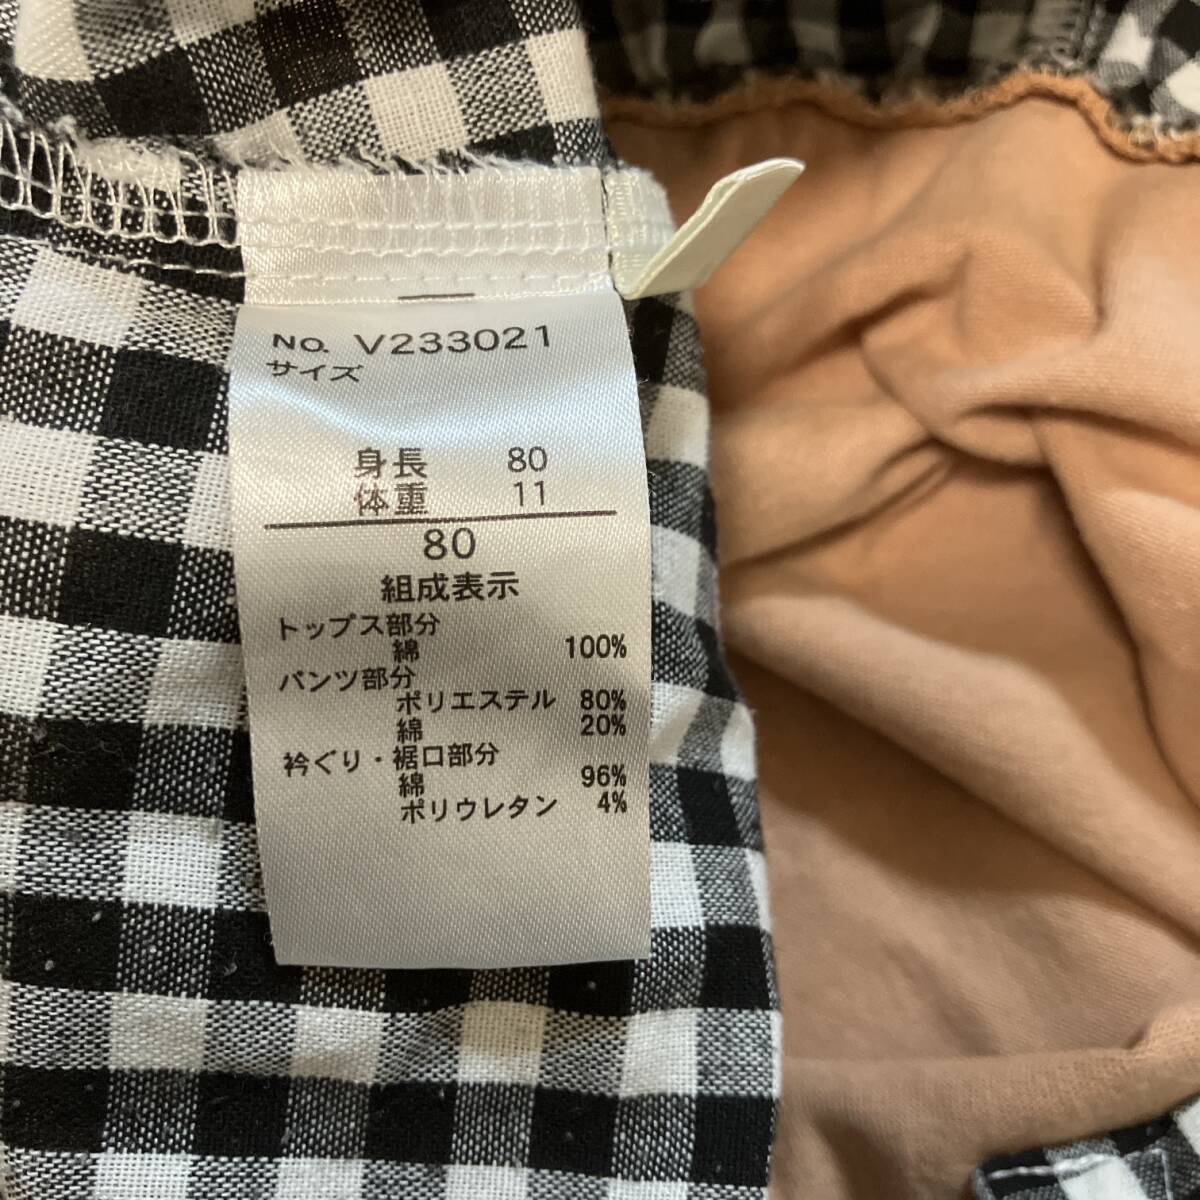 NO. V233021
サイズ
身長 80
体重 11
80
組成表示
トップス部分
綿 100%
パンツ部分
ポリエステル 80%
綿 20%
衿ぐり・裾口部分
綿 96%
ポリウレタン 4%